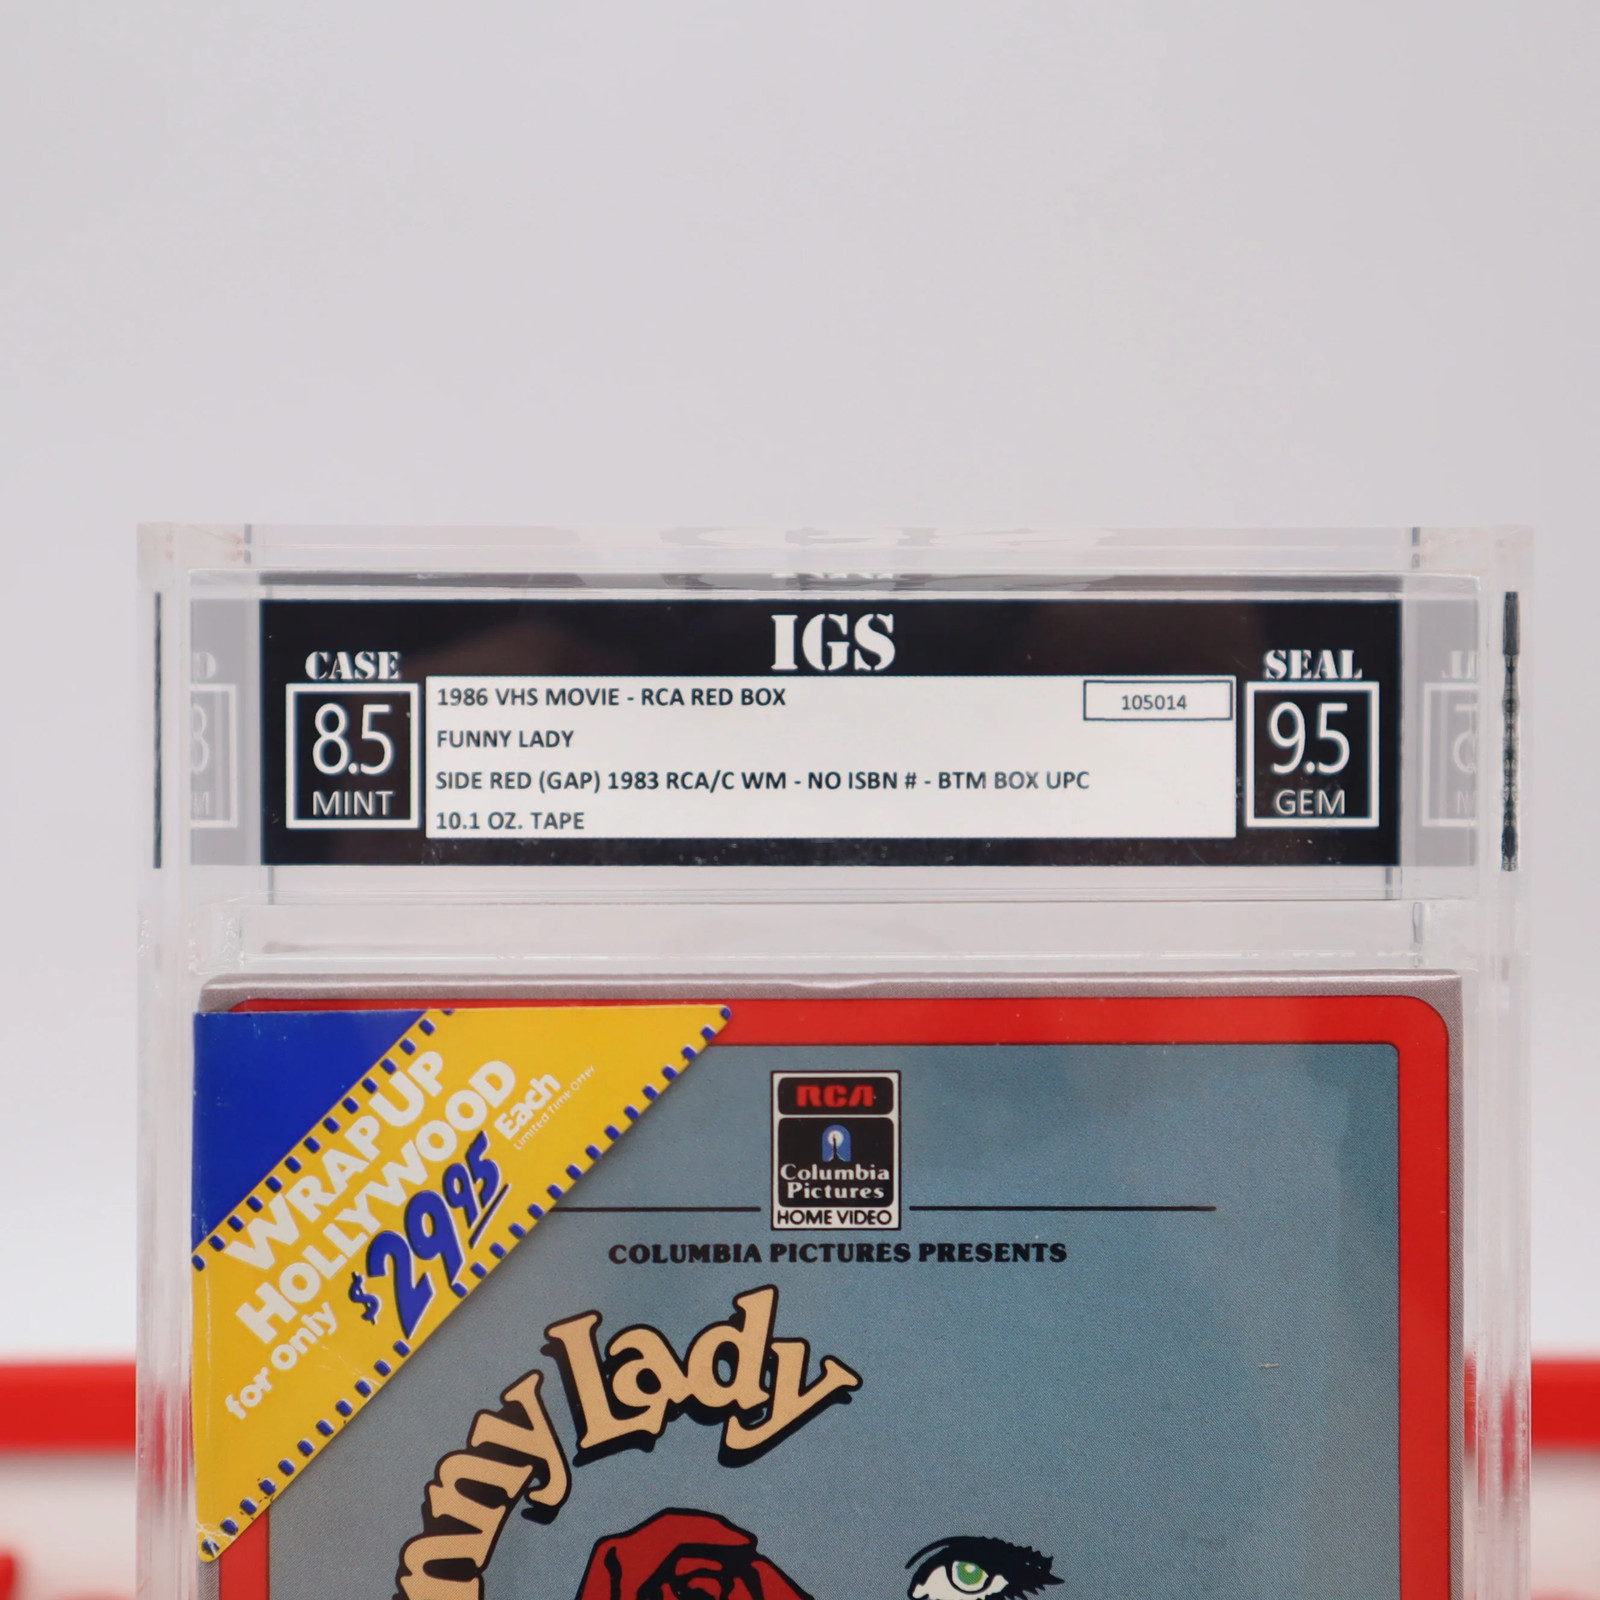 IGS
CASE
8.5
MINT
1986 VHS MOVIE - RCA RED BOX
105014
FUNNY LADY
SIDE RED (GAP) 1983 RCA/C WM - NO ISBN # - BTM BOX UPC
10.1 OZ. TAPE
SEAL
9.5
GEM
WRAPUP
HOLLYWOOD
for Only $29.95 Each
Limited Time Offer
RCA
Columbia
Pictures
HOME VIDEO
COLUMBIA PICTURES PRESENTS
nny Lady